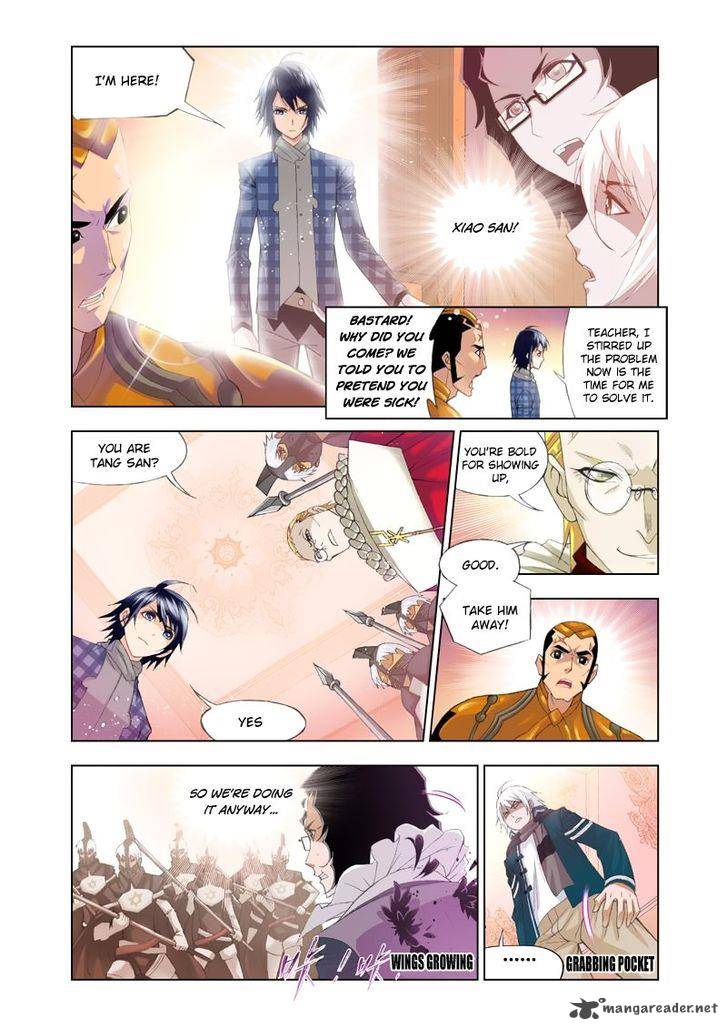 I'M HERE!
XIAO SAN!
BASTARD!
WHY DID YOU
COME? WE
TOLD YOU TO
PRETEND YOU
WERE SICK!
TEACHER, I
STIRRED UP
THE PROBLEM
NOW IS THE
TIME FOR ME
TO SOLVE IT.
YOU ARE
TANG SAN?
YES
YOU'RE BOLD
FOR SHOWING
UP,
GOOD.
TAKE HIM
AWAY!
SO WE'RE DOING
IT ANYWAY...
咔!咔!
WINGS GROWING
......
GRABBING POCKET
mangareader.net